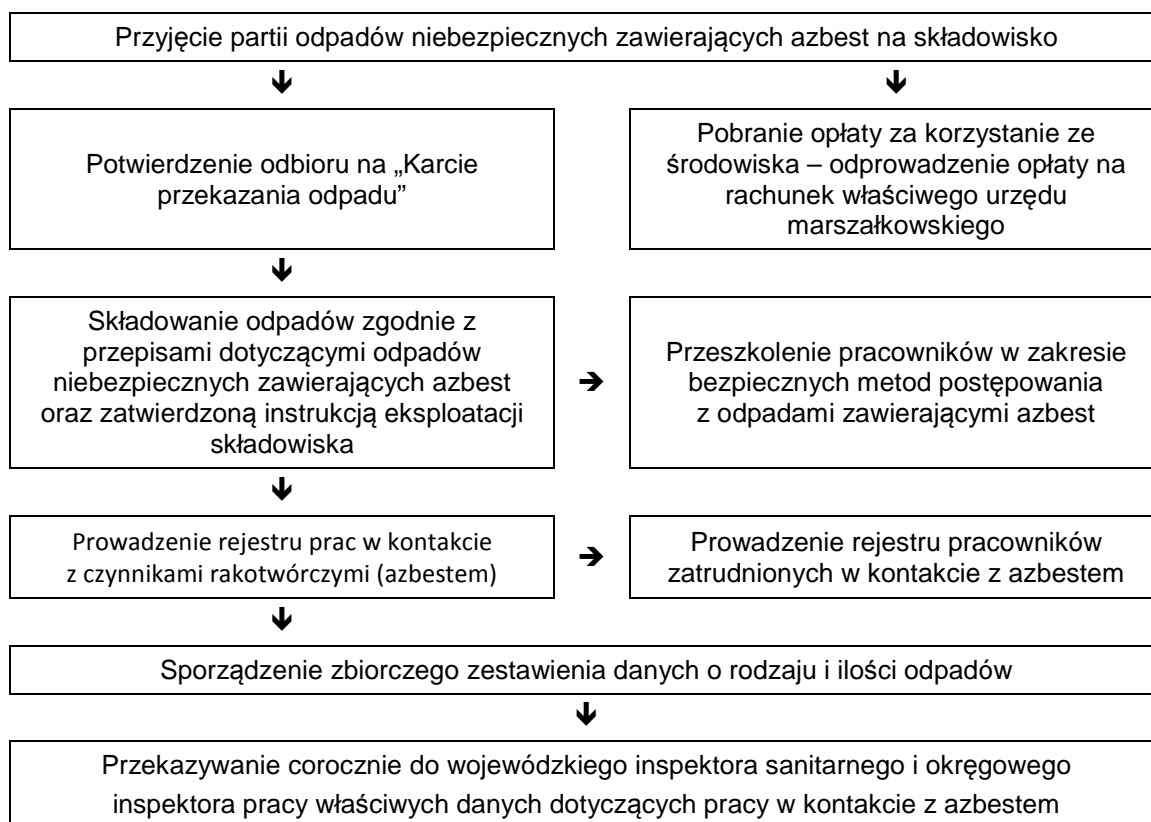 Przyjęcie partii odpadów niebezpiecznych zawierających azbest na składowisko
Potwierdzenie odbioru na „Karcie
przekazania odpadu”
Pobranie opłaty za korzystanie ze
środowiska – odprowadzenie opłaty na
rachunek właściwego urzędu
marszałkowskiego
Składowanie odpadów zgodnie z
przepisami dotyczącymi odpadów
niebezpiecznych zawierających azbest
oraz zatwierdzoną instrukcją eksploatacji
składowiska
Przeszkolenie pracowników w zakresie
bezpiecznych metod postępowania
z odpadami zawierającymi azbest
Prowadzenie rejestru prac w kontakcie
z czynnikami rakotwórczymi (azbestem)
Prowadzenie rejestru pracowników
zatrudnionych w kontakcie z azbestem
Sporządzenie zbiorczego zestawienia danych o rodzaju i ilości odpadów
Przekazywanie corocznie do wojewódzkiego inspektora sanitarnego i okręgowego
inspektora pracy właściwych danych dotyczących pracy w kontakcie z azbestem